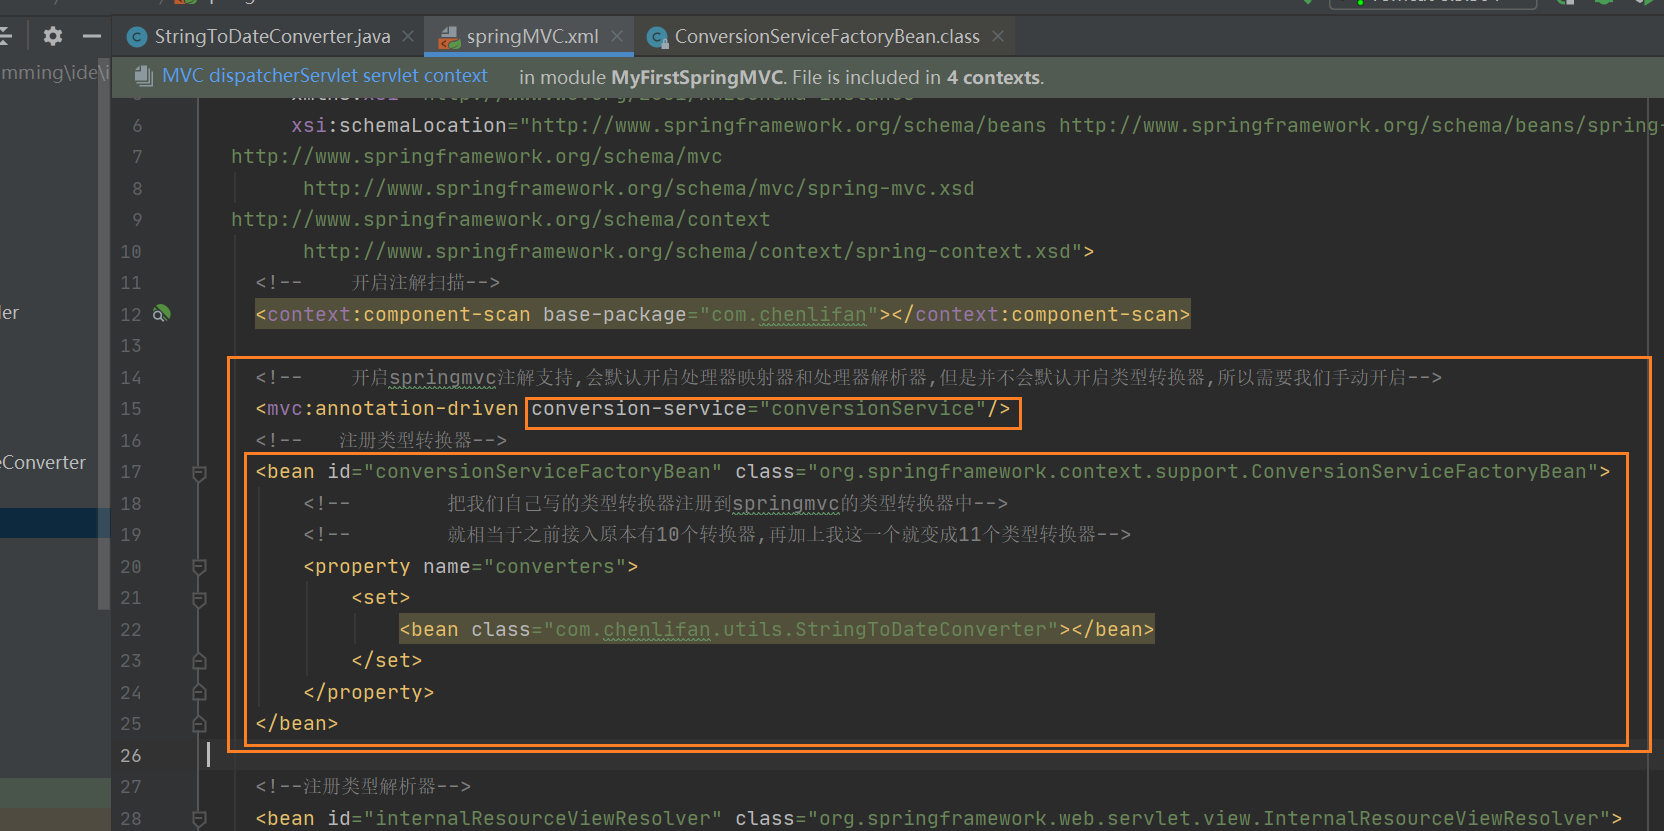 StringToDateConverter.java
springMVC.xml
ConversionServiceFactoryBean.class
mming\ide\i
MVC dispatcherServlet servlet context in module MyFirstSpringMVC. File is included in 4 contexts.
6 xsi:schemaLocation="http://www.springframework.org/schema/beans http://www.springframework.org/schema/beans/spring-
7 http://www.springframework.org/schema/mvc
8 http://www.springframework.org/schema/mvc/spring-mvc.xsd
9 http://www.springframework.org/schema/context
10 http://www.springframework.org/schema/context/spring-context.xsd">
11 <!-- 开启注解扫描-->
ler
12 <context:component-scan base-package="com.chenlifan"></context:component-scan>
13
14 <!-- 开启springmvc注解支持,会默认开启处理器映射器和处理器解析器,但是并不会默认开启类型转换器,所以需要我们手动开启-->
15 <mvc:annotation-driven conversion-service="conversionService"/>
16 <!-- 注册类型转换器-->
eConverter
17 <bean id="conversionServiceFactoryBean" class="org.springframework.context.support.ConversionServiceFactoryBean">
18 <!-- 把我们自己写的类型转换器注册到springmvc的类型转换器中-->
19 <!-- 就相当于之前接入原本有10个转换器,再加上我这一个就变成11个类型转换器-->
20 <property name="converters">
21 <set>
22 <bean class="com.chenlifan.utils.StringToDateConverter"></bean>
23 </set>
24 </property>
25 </bean>
26
27 <!--注册类型解析器-->
28 <bean id="internalResourceViewResolver" class="org.springframework.web.servlet.view.InternalResourceViewResolver">